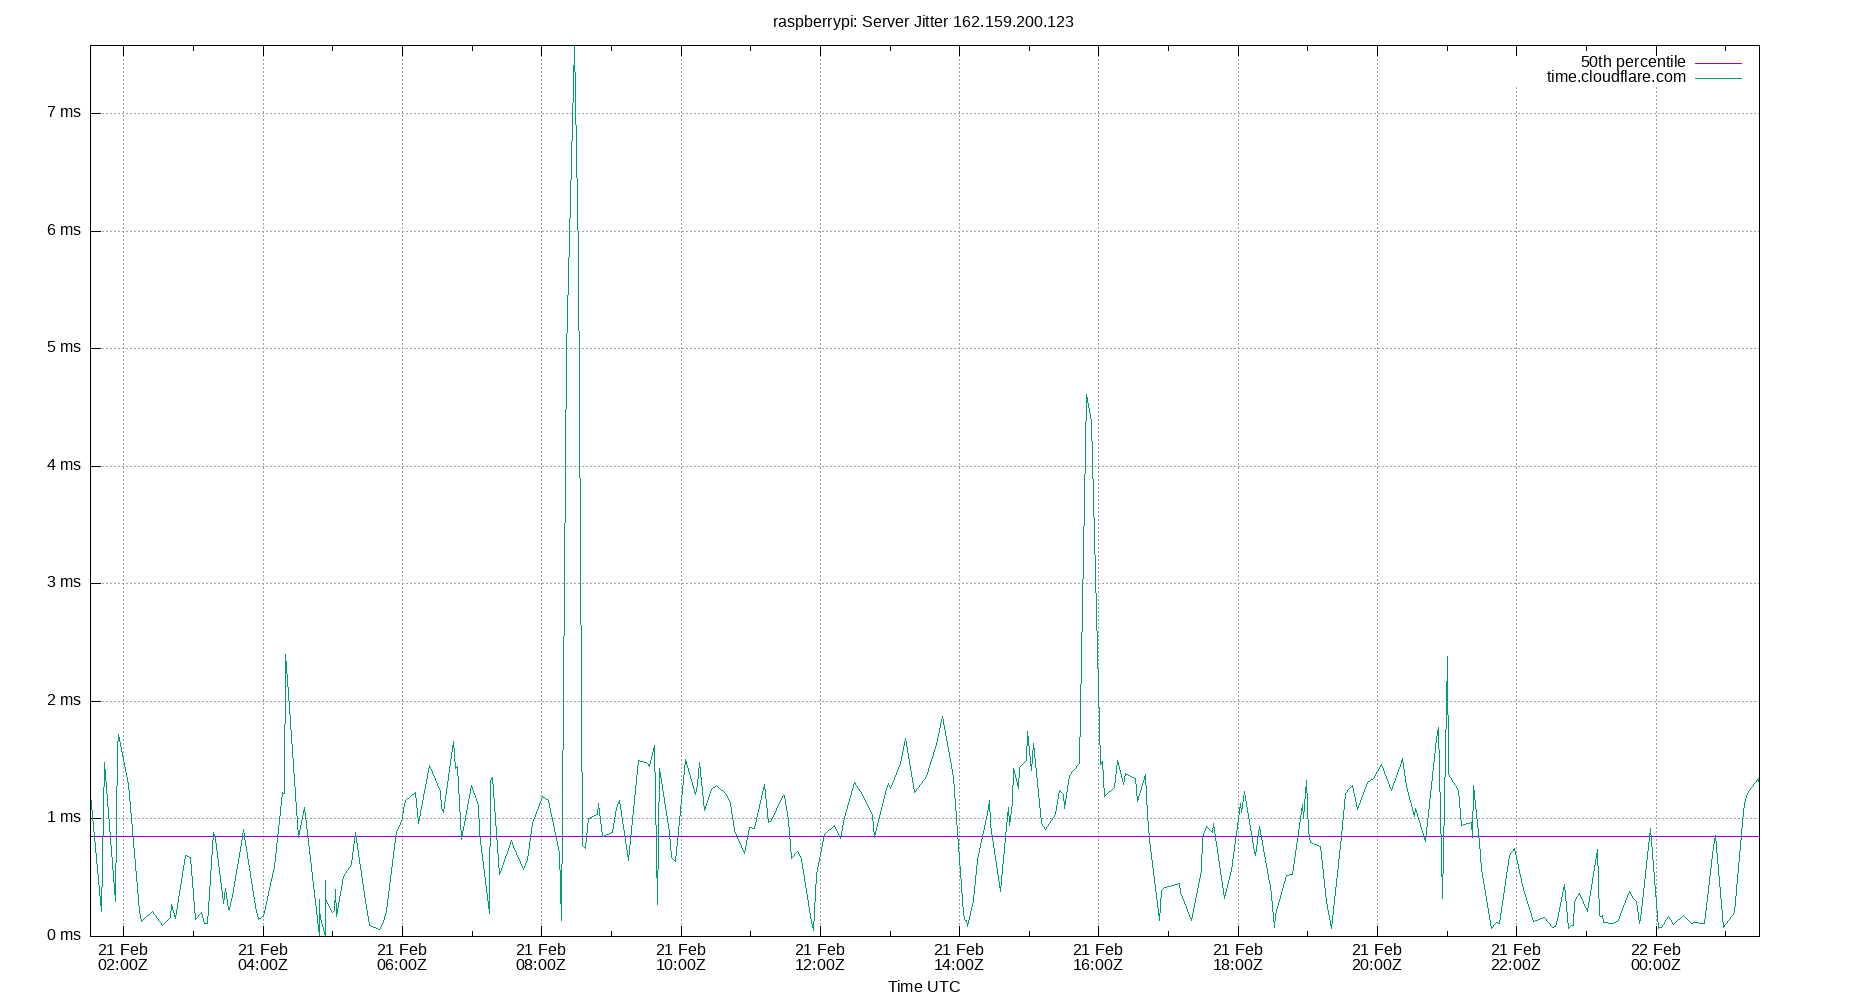 raspberrypi: Server Jitter 162.159.200.123
50th percentile
time.cloudflare.com
7 ms
6 ms
5 ms
4 ms
3 ms
2 ms
1 ms
0 ms
21 Feb 21 Feb 21 Feb 21 Feb 21 Feb 21 Feb 21 Feb 21 Feb 21 Feb 21 Feb 21 Feb 22 Feb
02:00Z 04:00Z 06:00Z 08:00Z 10:00Z 12:00Z 14:00Z 16:00Z 18:00Z 20:00Z 22:00Z 00:00Z
Time UTC